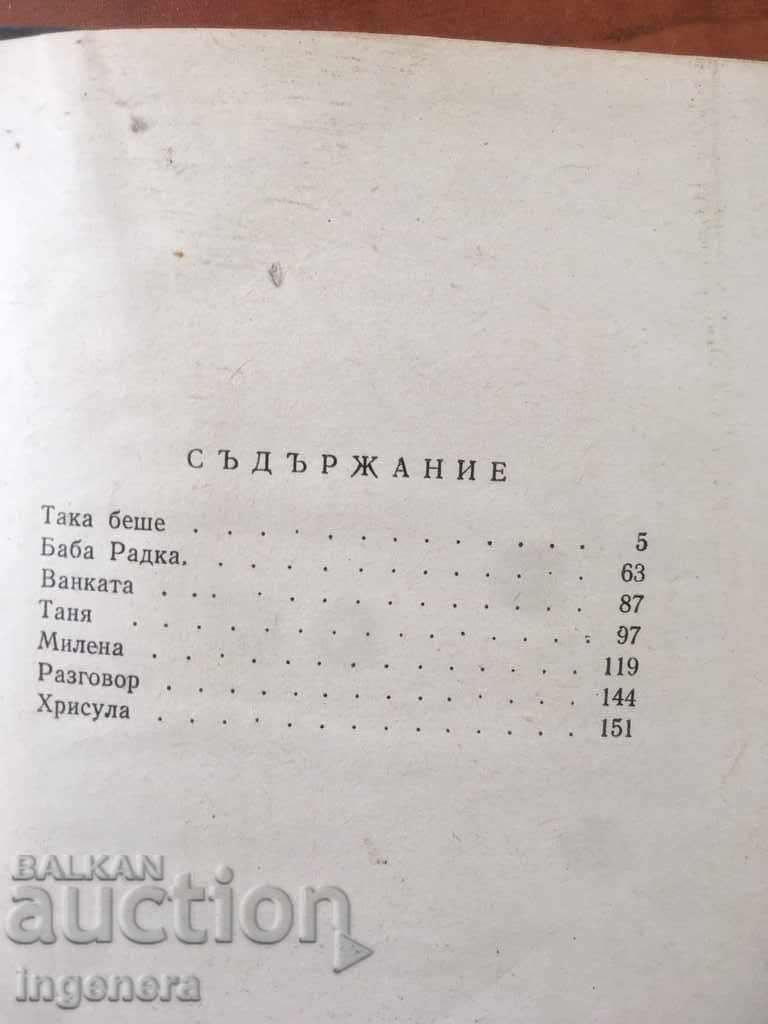 СЪДЪРЖАНИЕ
Така беше . . . . . . . . . . . . . 5
Баба Радка. . . . . . . . . . . . . 63
Ванката . . . . . . . . . . . . . 87
Таня . . . . . . . . . . . . . 97
Милена . . . . . . . . . . . . . 119
Разговор . . . . . . . . . . . . . 144
Хрисула . . . . . . . . . . . . . 151
BALKAN
auction
ingenera